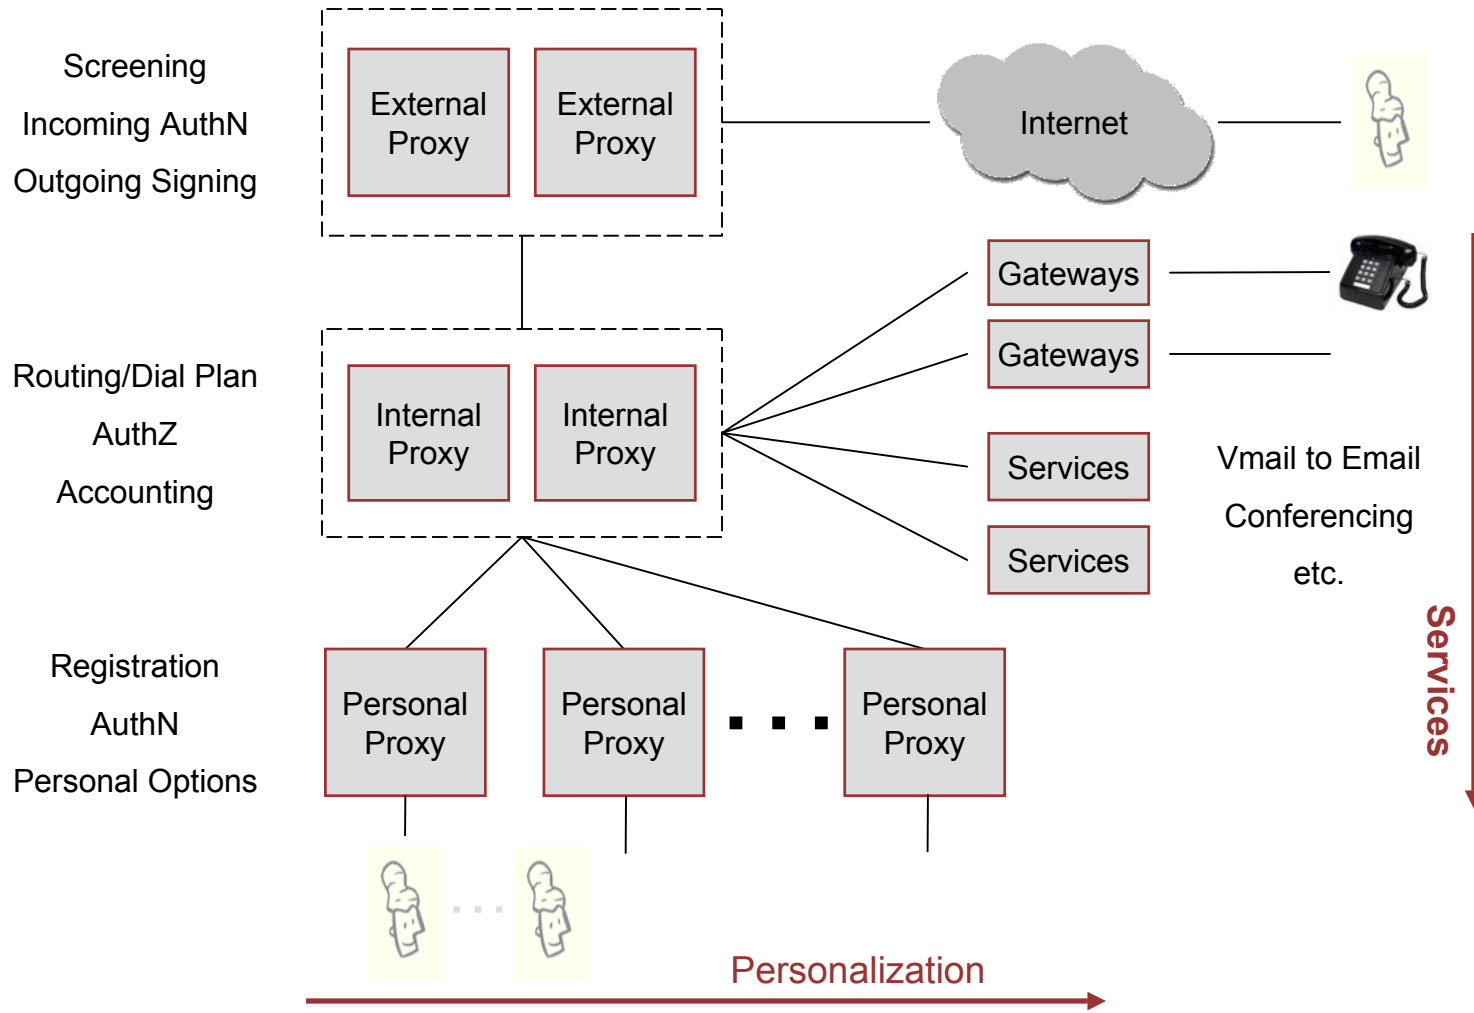 Screening
Incoming AuthN
Outgoing Signing
External
Proxy
External
Proxy
Internet
Gateways
Gateways
Routing/Dial Plan
AuthZ
Accounting
Internal
Proxy
Internal
Proxy
Services
Services
Vmail to Email
Conferencing
etc.
Services
Registration
AuthN
Personal Options
Personal
Proxy
Personal
Proxy
Personal
Proxy
Personalization